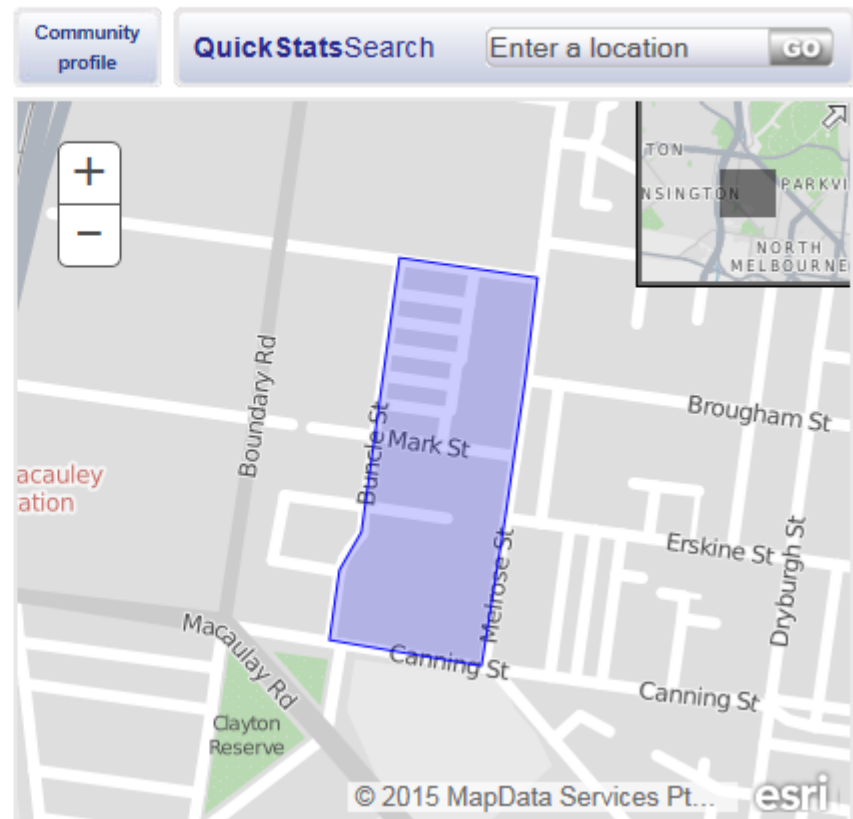 Community
profile
QuickStatsSearch
Enter a location
GO
+
−
TON
NSINGTON
PARKVI
NORTH
MELBOURNE
Boundary Rd
Buncle St
Mark St
Brougham St
acauley
ation
Erskine St
Melrose St
Dryburgh St
Macaulay Rd
Canning St
Canning St
Clayton
Reserve
© 2015 MapData Services Pt...
esri